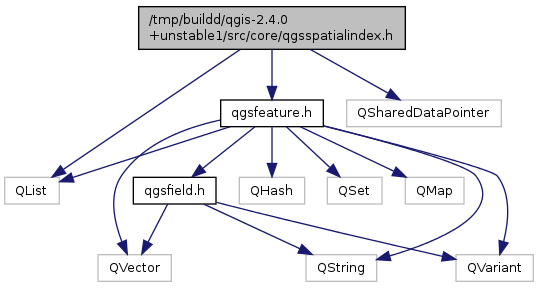 /tmp/buildd/qgis-2.4.0
+unstable1/src/core/qgsspatialindex.h
qgsfeature.h
QSharedDataPointer
QList
qgsfield.h
QHash
QSet
QMap
QVector
QString
QVariant